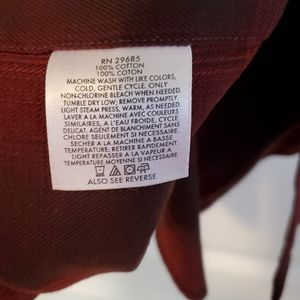 RN 29685
100% COTTON
100% COTON
MACHINE WASH WITH LIKE COLORS,
COLD, GENTLE CYCLE. ONLY
NON-CHLORINE BLEACH WHEN NEEDED.
TUMBLE DRY LOW; REMOVE PROMPTLY.
LIGHT STEAM PRESS, WARM, AS NEEDED.
LAVER A LA MACHINE AVEC COULEURS
SIMILAIRES, A L'EAU FROIDE, CYCLE
DELICAT. AGENT DE BLANCHIMENT SANS
CHLORE SEULEMENT SI NECESSAIRE.
SECHER A LA MACHINE A BASSE
TEMPERATURE; RETIRER RAPIDEMENT.
LIGHT REPASSER A LA VAPEUR A
TEMPERATURE MOYENNE SI NECESSAIRE.
ALSO SEE REVERSE